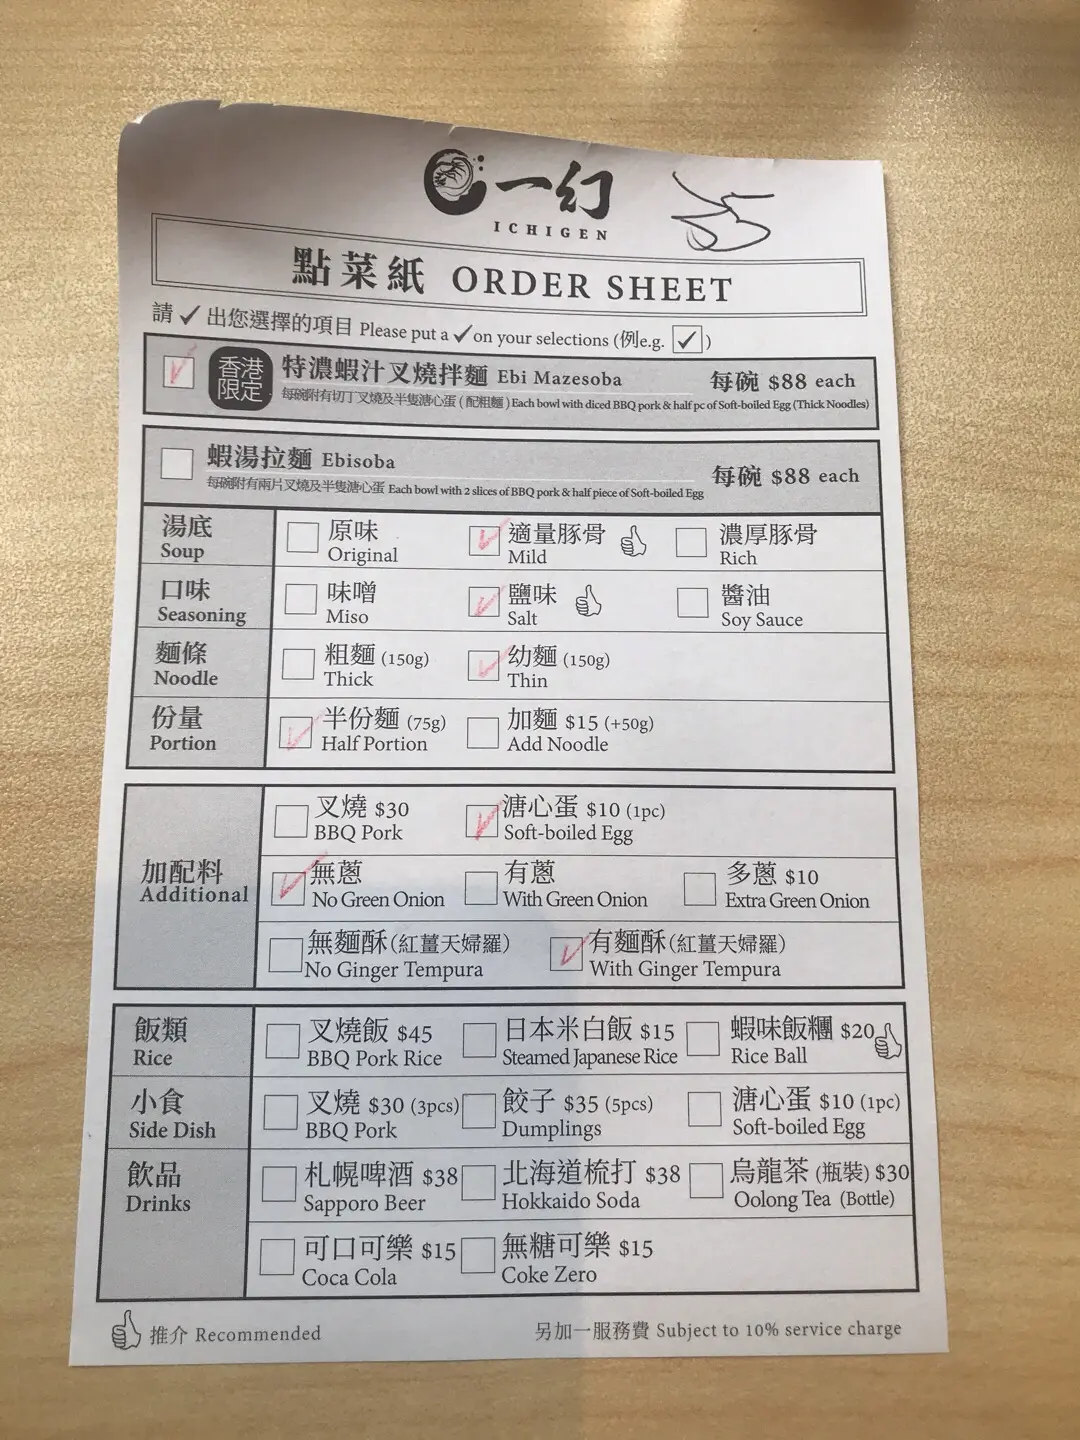 一幻
ICHIGEN
點菜紙 ORDER SHEET
請 ✓ 出您選擇的項目 Please put a ✓ on your selections (例e.g. ✓)
香港限定 特濃蝦汁叉燒拌麵 Ebi Mazesoba 每碗 $88 each
每碗附有切丁叉燒及半隻溏心蛋 (配粗麵) Each bowl with diced BBQ pork & half pc of Soft-boiled Egg (Thick Noodles)
蝦湯拉麵 Ebisoba 每碗 $88 each
每碗附有兩片叉燒及半隻溏心蛋 Each bowl with 2 slices of BBQ pork & half piece of Soft-boiled Egg
湯底 原味 適量豚骨 濃厚豚骨
Soup Original Mild Rich
口味 味噌 鹽味 醬油
Seasoning Miso Salt Soy Sauce
麵條 粗麵 (150g) 幼麵 (150g)
Noodle Thick Thin
份量 半份麵 (75g) 加麵 $15 (+50g)
Portion Half Portion Add Noodle
叉燒 $30 溏心蛋 $10 (1pc)
BBQ Pork Soft-boiled Egg
加配料 無蔥 有蔥 多蔥 $10
Additional No Green Onion With Green Onion Extra Green Onion
無麵酥 (紅薑天婦羅) 有麵酥 (紅薑天婦羅)
No Ginger Tempura With Ginger Tempura
飯類 叉燒飯 $45 日本米白飯 $15 蝦味飯糰 $20
Rice BBQ Pork Rice Steamed Japanese Rice Rice Ball
小食 叉燒 $30 (3pcs) 餃子 $35 (5pcs) 溏心蛋 $10 (1pc)
Side Dish BBQ Pork Dumplings Soft-boiled Egg
飲品 札幌啤酒 $38 北海道梳打 $38 烏龍茶 (瓶裝) $30
Drinks Sapporo Beer Hokkaido Soda Oolong Tea (Bottle)
可口可樂 $15 無糖可樂 $15
Coca Cola Coke Zero
推介 Recommended 另加一服務費 Subject to 10% service charge